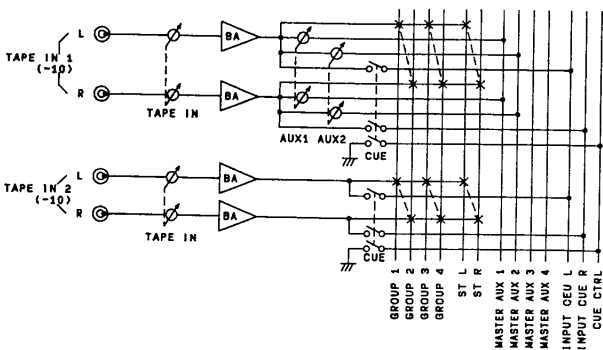 L
TAPE IN 1
(-10)
R
TAPE IN
BA
BA
AUX1 AUX2
CUE
L
TAPE IN 2
(-10)
R
TAPE IN
BA
BA
CUE
GROUP 1
GROUP 2
GROUP 3
GROUP 4
ST L
ST R
MASTER AUX 1
MASTER AUX 2
MASTER AUX 3
MASTER AUX 4
INPUT CEU L
INPUT CUE R
CUE CTRL